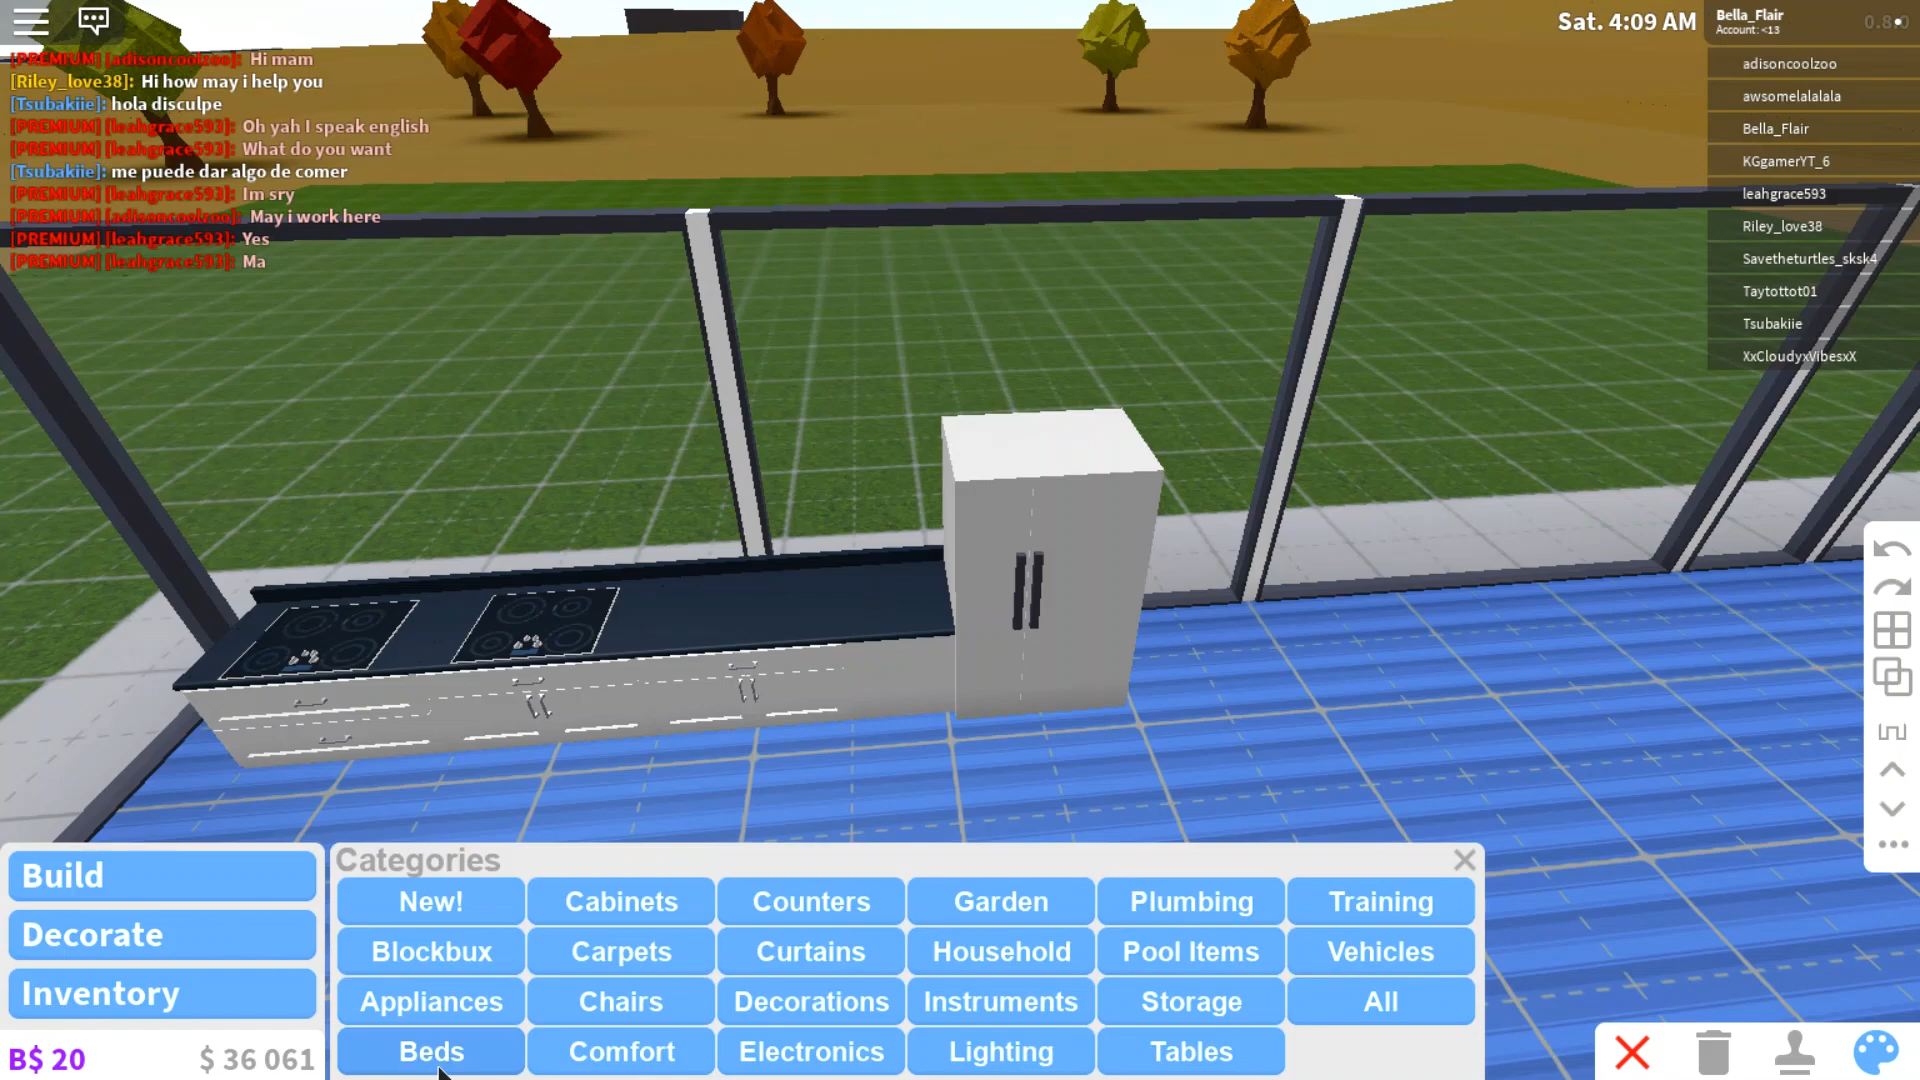 Sat. 4:09 AM
Bella_Flair
Account: <13
[PREMIUM] [adisoncoolzoo]: Hi mam
[Riley_love38]: Hi how may i help you
[Tsubakiie]: hola disculpe
[PREMIUM] [leahgrace593]: Oh yah I speak english
[PREMIUM] [leahgrace593]: What do you want
[Tsubakiie]: me puede dar algo de comer
[PREMIUM] [leahgrace593]: Im sry
[PREMIUM] [adisoncoolzoo]: May i work here
[PREMIUM] [leahgrace593]: Yes
[PREMIUM] [leahgrace593]: Ma
adisoncoolzoo
awsomelalalala
Bella_Flair
KGgamerYT_6
leahgrace593
Riley_love38
Savetheturtles_sksk4
Taytottot01
Tsubakiie
XxCloudyxVibesxX
Build
Decorate
Inventory
B$ 20 $ 36 061
Categories
New! Cabinets Counters Garden Plumbing Training
Blockbux Carpets Curtains Household Pool Items Vehicles
Appliances Chairs Decorations Instruments Storage All
Beds Comfort Electronics Lighting Tables